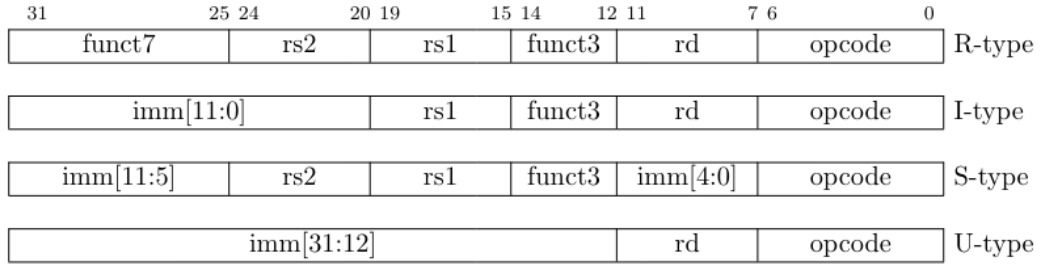 31 25 24 20 19 15 14 12 11 7 6 0
funct7 rs2 rs1 funct3 rd opcode R-type
imm[11:0] rs1 funct3 rd opcode I-type
imm[11:5] rs2 rs1 funct3 imm[4:0] opcode S-type
imm[31:12] rd opcode U-type